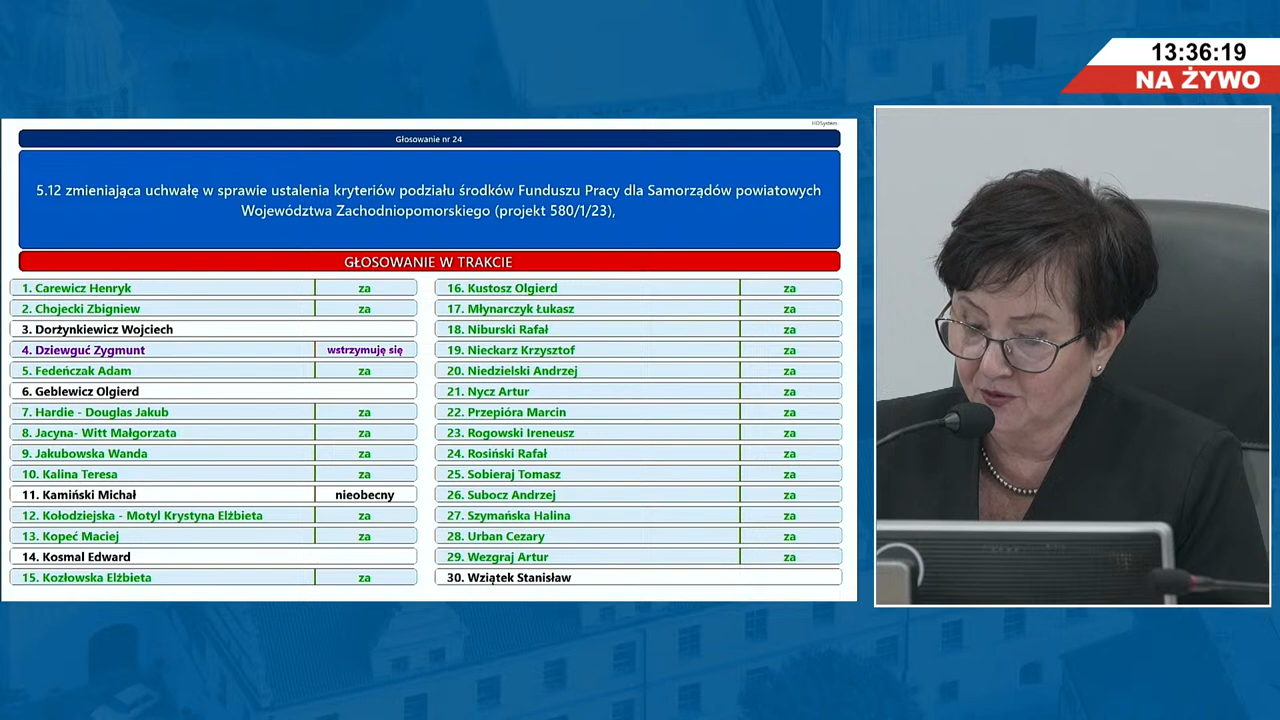 13:36:19
NA ŻYWO
HDSystem
Głosowanie nr 24
5.12 zmieniająca uchwałę w sprawie ustalenia kryteriów podziału środków Funduszu Pracy dla Samorządów powiatowych
Województwa Zachodniopomorskiego (projekt 580/1/23),
GŁOSOWANIE W TRAKCIE
1. Carewicz Henryk za
2. Chojecki Zbigniew za
3. Dorżynkiewicz Wojciech
4. Dziewguć Zygmunt wstrzymuję się
5. Fedeńczak Adam za
6. Geblewicz Olgierd
7. Hardie - Douglas Jakub za
8. Jacyna- Witt Małgorzata za
9. Jakubowska Wanda za
10. Kalina Teresa za
11. Kamiński Michał nieobecny
12. Kołodziejska - Motyl Krystyna Elżbieta za
13. Kopeć Maciej za
14. Kosmal Edward
15. Kozłowska Elżbieta za
16. Kustosz Olgierd za
17. Młynarczyk Łukasz za
18. Niburski Rafał za
19. Nieckarz Krzysztof za
20. Niedzielski Andrzej za
21. Nycz Artur za
22. Przepióra Marcin za
23. Rogowski Ireneusz za
24. Rosiński Rafał za
25. Sobieraj Tomasz za
26. Subocz Andrzej za
27. Szymańska Halina za
28. Urban Cezary za
29. Wezgraj Artur za
30. Wziątek Stanisław